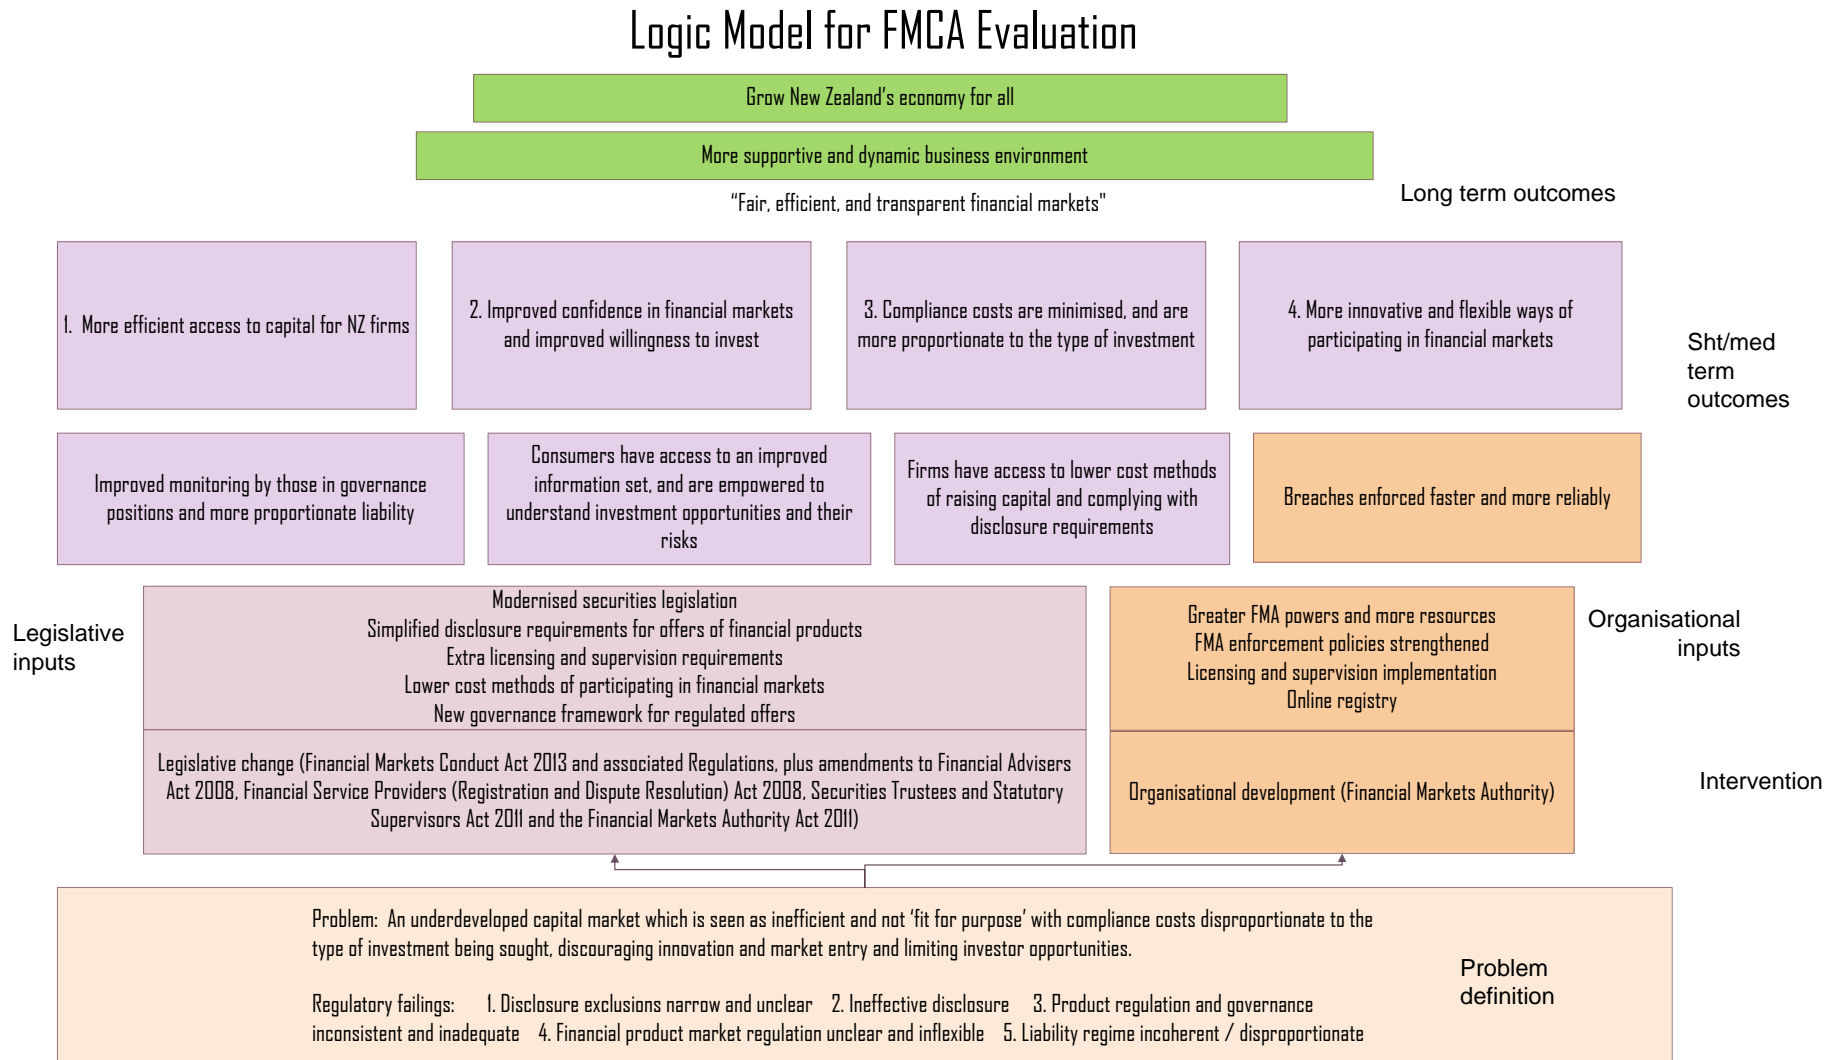 Logic Model for FMCA Evaluation
Grow New Zealand's economy for all
More supportive and dynamic business environment
“Fair, efficient, and transparent financial markets"
Long term outcomes
1. More efficient access to capital for NZ firms
2. Improved confidence in financial markets
and improved willingness to invest
3. Compliance costs are minimised, and are
more proportionate to the type of investment
4. More innovative and flexible ways of
participating in financial markets
Sht/med
term
outcomes
Improved monitoring by those in governance
positions and more proportionate liability
Consumers have access to an improved
information set, and are empowered to
understand investment opportunities and their
risks
Firms have access to lower cost methods
of raising capital and complying with
disclosure requirements
Breaches enforced faster and more reliably
Legislative
inputs
Modernised securities legislation
Simplified disclosure requirements for offers of financial products
Extra licensing and supervision requirements
Lower cost methods of participating in financial markets
New governance framework for regulated offers
Greater FMA powers and more resources
FMA enforcement policies strengthened
Licensing and supervision implementation
Online registry
Organisational
inputs
Legislative change (Financial Markets Conduct Act 2013 and associated Regulations, plus amendments to Financial Advisers
Act 2008, Financial Service Providers (Registration and Dispute Resolution) Act 2008, Securities Trustees and Statutory
Supervisors Act 2011 and the Financial Markets Authority Act 2011)
Organisational development (Financial Markets Authority)
Intervention
Problem: An underdeveloped capital market which is seen as inefficient and not ‘fit for purpose’ with compliance costs disproportionate to the
type of investment being sought, discouraging innovation and market entry and limiting investor opportunities.
Regulatory failings: 1. Disclosure exclusions narrow and unclear 2. Ineffective disclosure 3. Product regulation and governance
inconsistent and inadequate 4. Financial product market regulation unclear and inflexible 5. Liability regime incoherent / disproportionate
Problem
definition